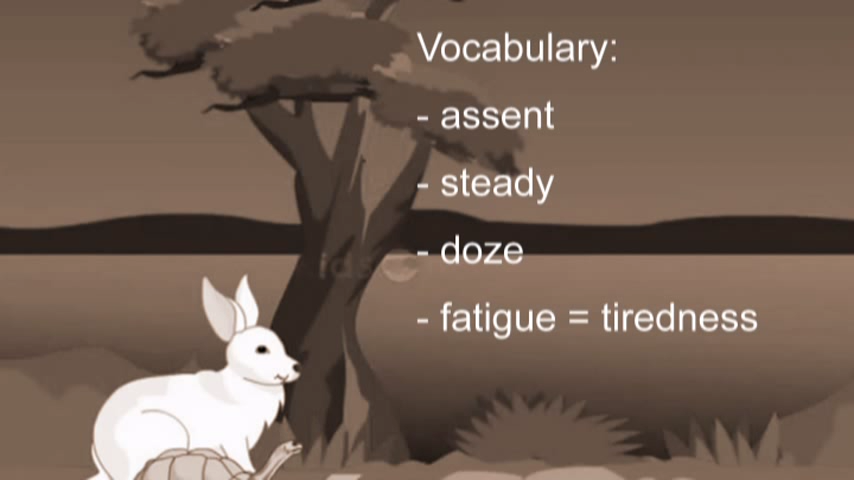 Vocabulary:
- assent
- steady
- doze
- fatigue = tiredness